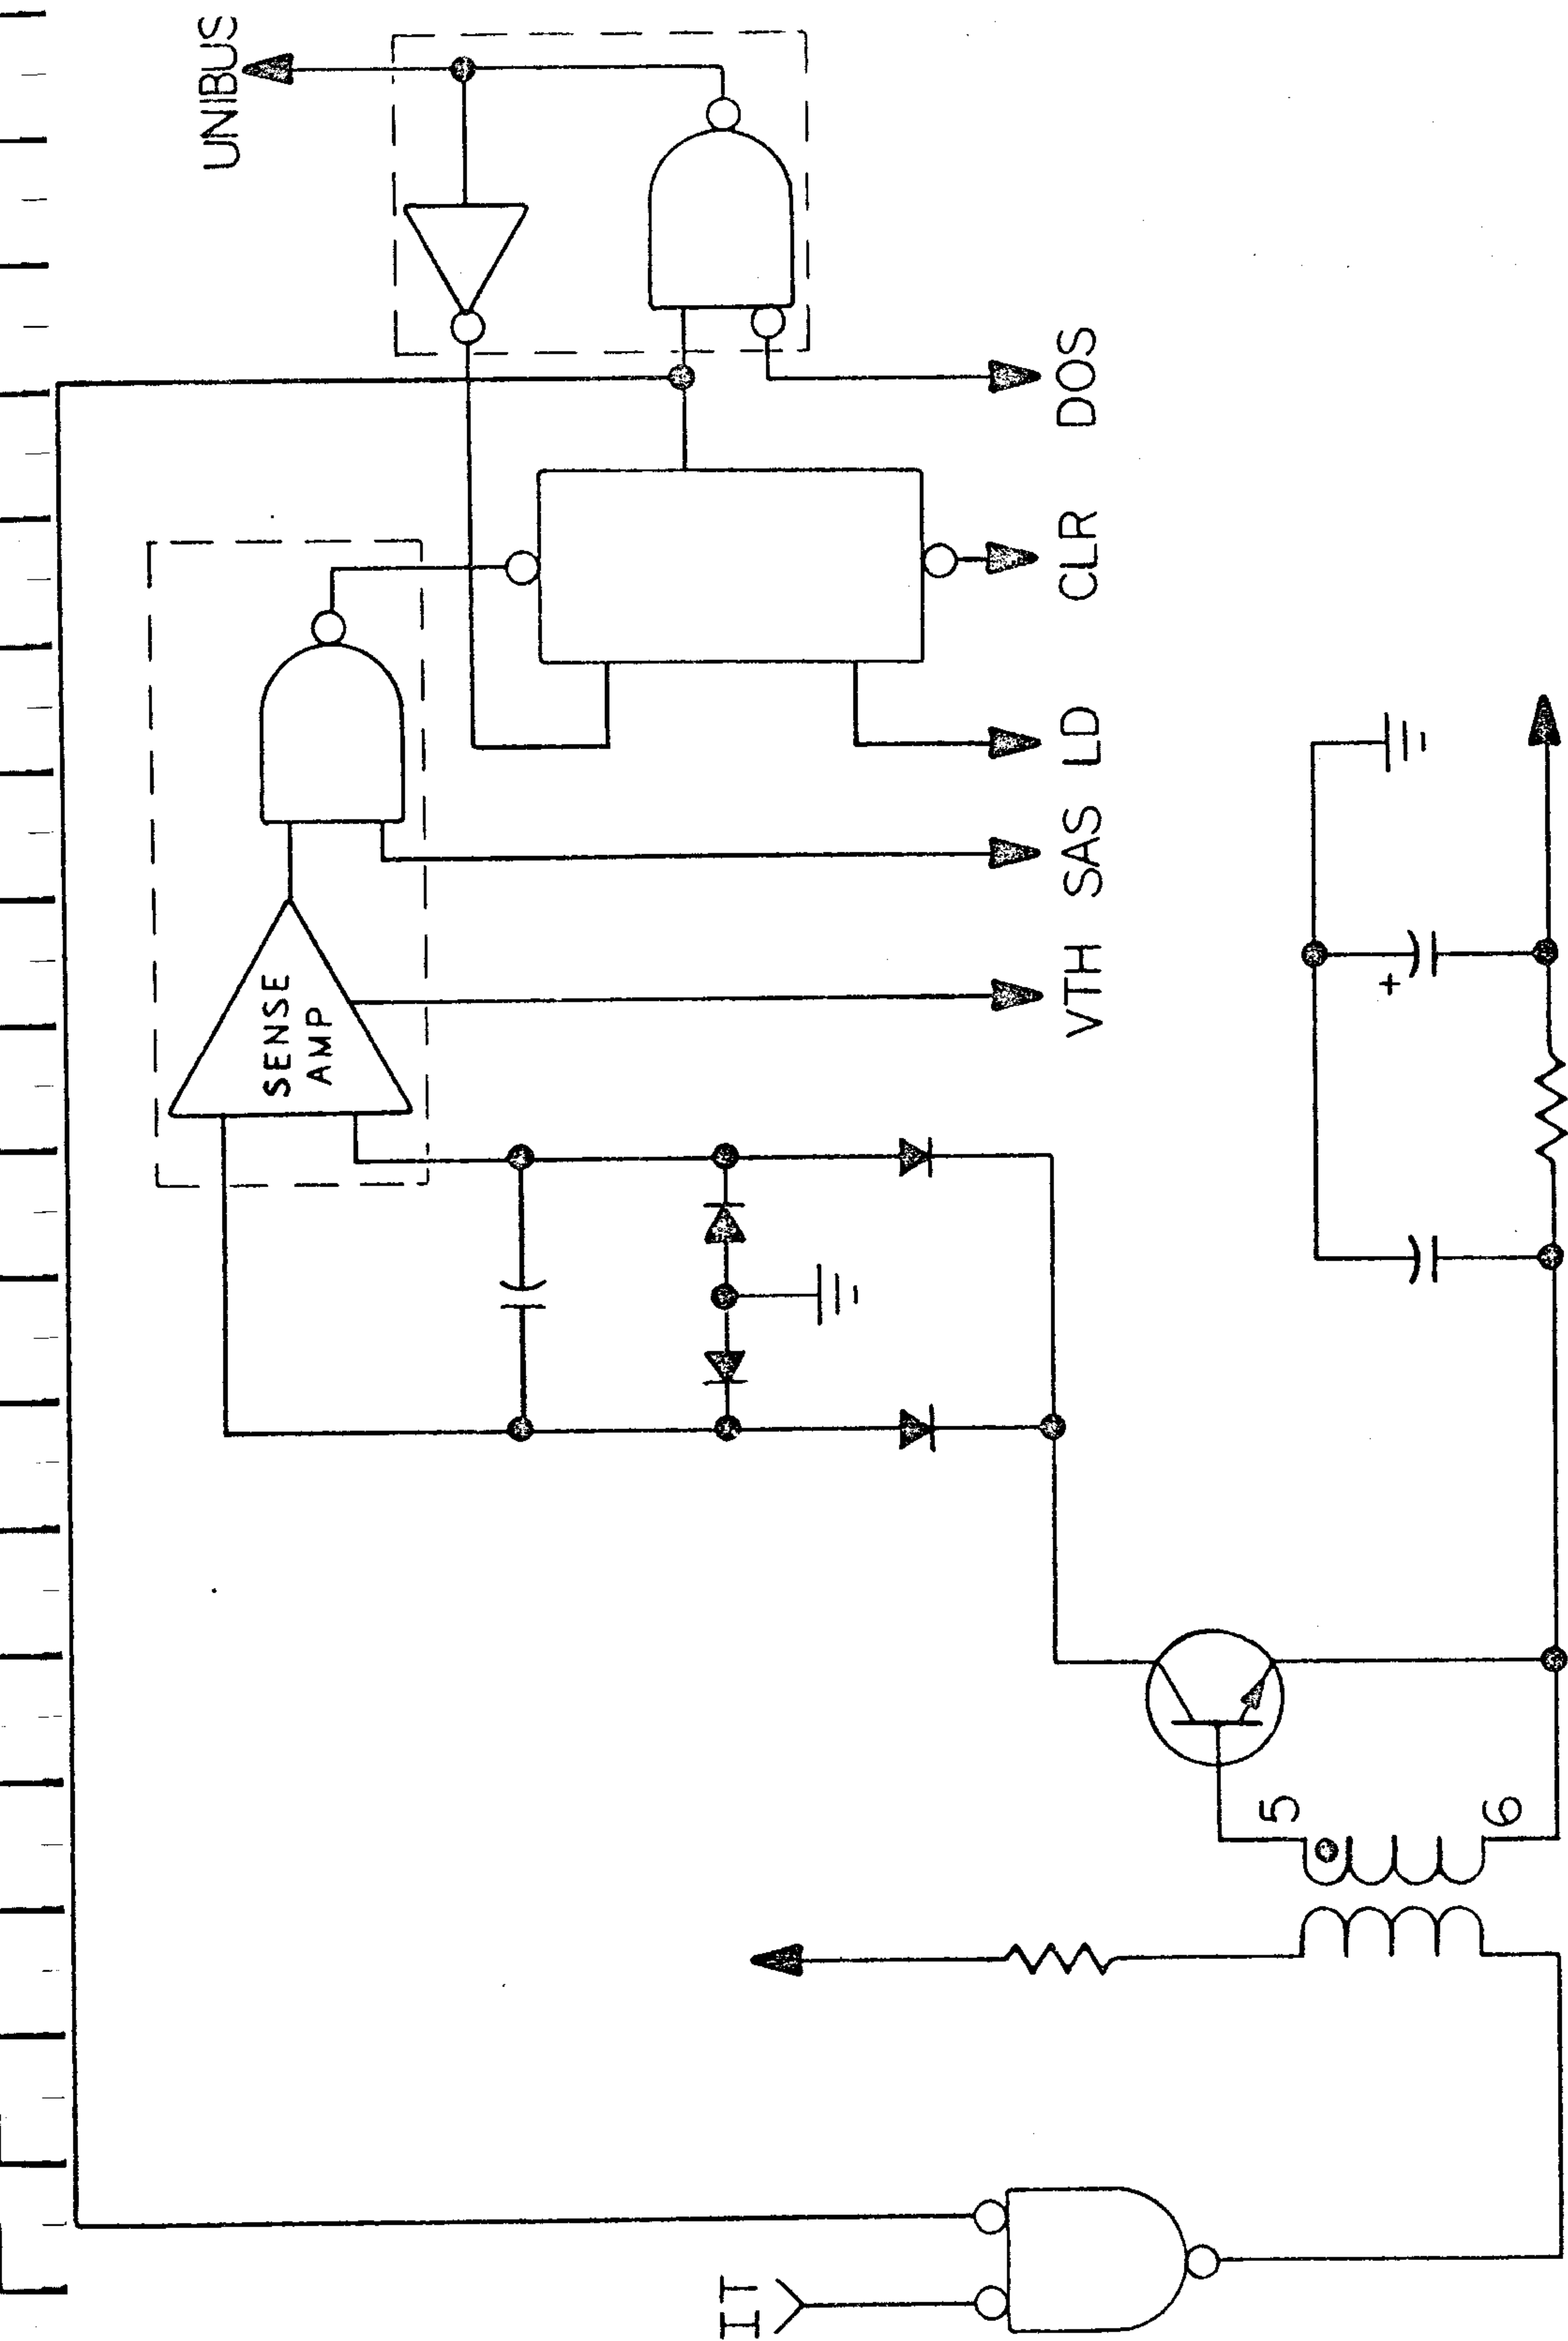 UNIBUS
SENSE
AMP
VTH
SAS
LD
CLR
DOS
+
5
6
IT